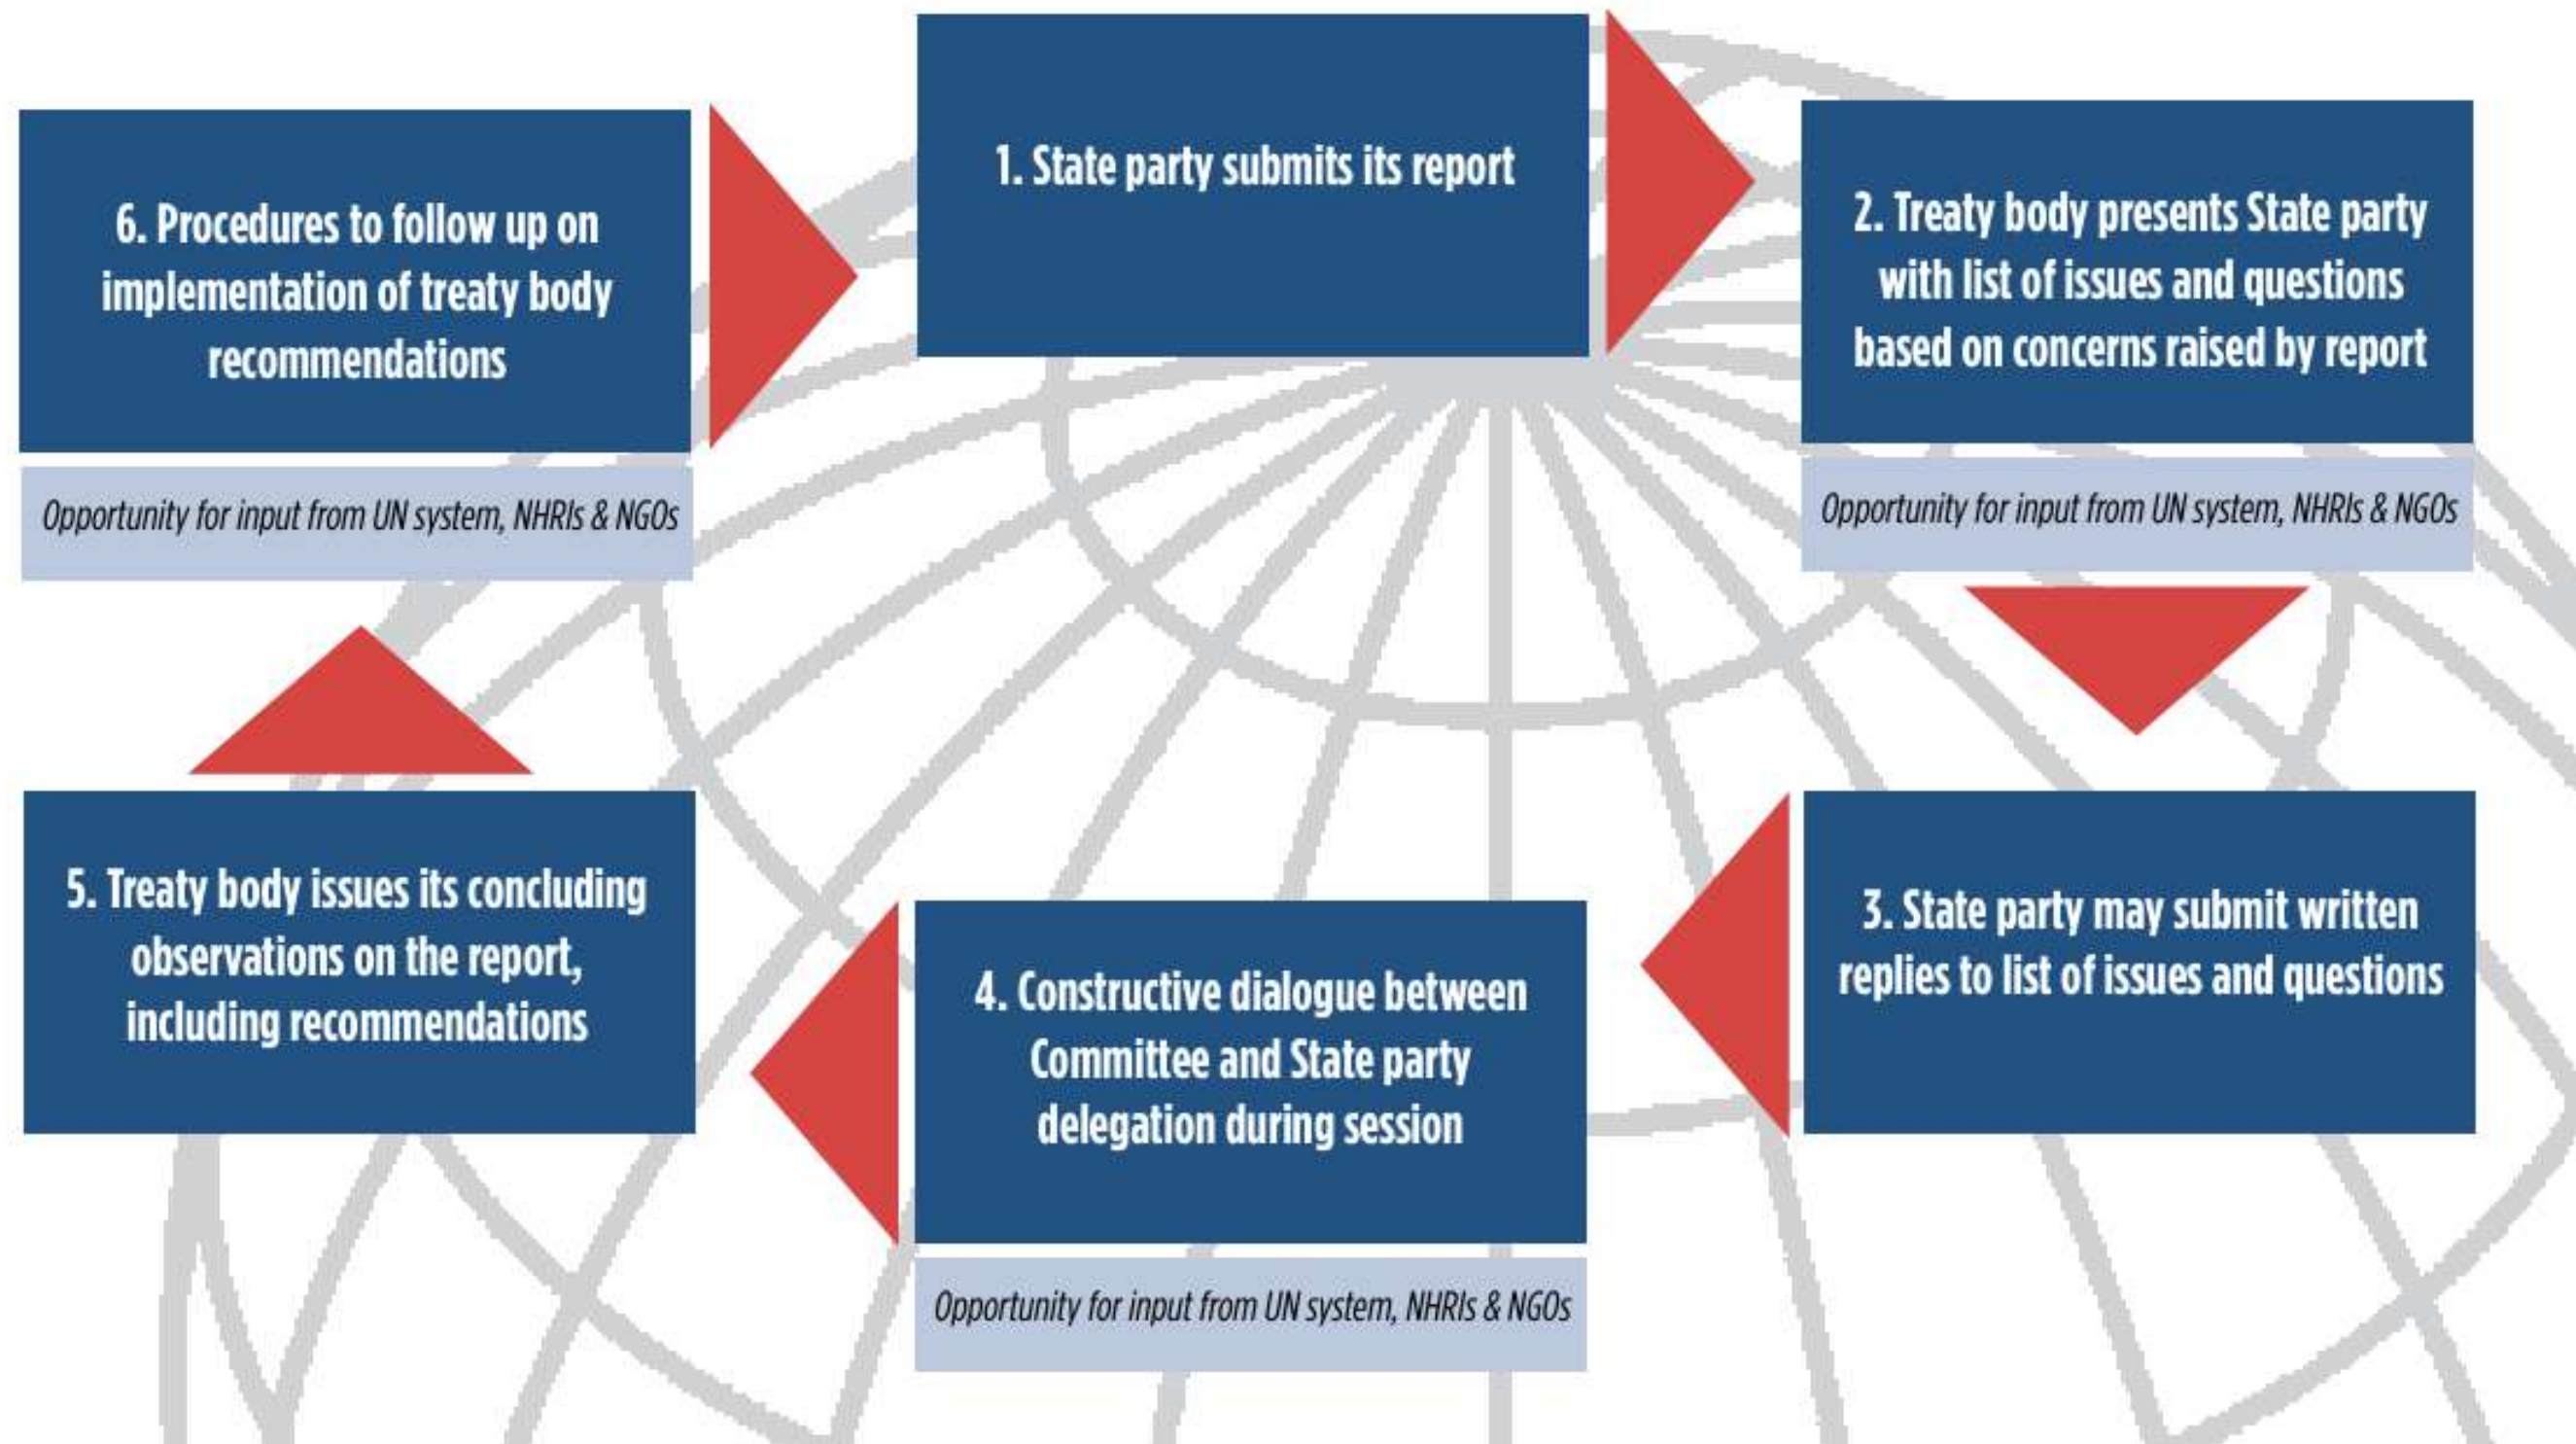 1. State party submits its report
2. Treaty body presents State party
with list of issues and questions
based on concerns raised by report
Opportunity for input from UN system, NHRIs & NGOs
3. State party may submit written
replies to list of issues and questions
4. Constructive dialogue between
Committee and State party
delegation during session
Opportunity for input from UN system, NHRIs & NGOs
5. Treaty body issues its concluding
observations on the report,
including recommendations
6. Procedures to follow up on
implementation of treaty body
recommendations
Opportunity for input from UN system, NHRIs & NGOs